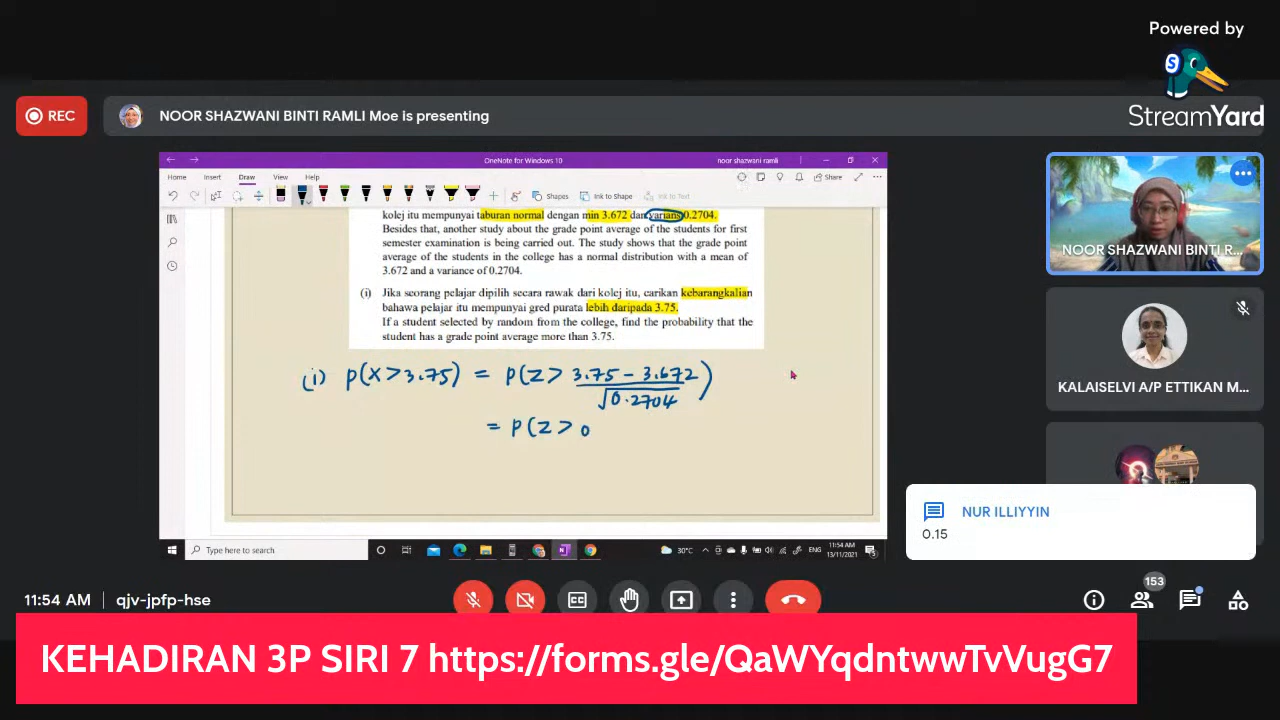 Powered by
StreamYard
REC
NOOR SHAZWANI BINTI RAMLI Moe is presenting
OneNote for Windows 10
noor shazwani ramli
Home Insert Draw View Help
Shapes Ink to Shape Ink to Text Share
kolej itu mempunyai taburan normal dengan min 3.672 dan varians 0.2704.
Besides that, another study about the grade point average of the students for first
semester examination is being carried out. The study shows that the grade point
average of the students in the college has a normal distribution with a mean of
3.672 and a variance of 0.2704.
(i) Jika seorang pelajar dipilih secara rawak dari kolej itu, carikan kebarangkalian
bahawa pelajar itu mempunyai gred purata lebih daripada 3.75.
If a student selected by random from the college, find the probability that the
student has a grade point average more than 3.75.
(i) P(X > 3.75) = P(Z > 3.75 - 3.672 / √0.2704)
= P(Z > 0
Type here to search
30°C
ENG
11:54 AM
13/11/2021
NOOR SHAZWANI BINTI R...
KALAISELVI A/P ETTIKAN M...
NUR ILLIYYIN
0.15
11:54 AM | qjv-jpfp-hse
153
KEHADIRAN 3P SIRI 7 https://forms.gle/QaWYqdntwwTvVugG7